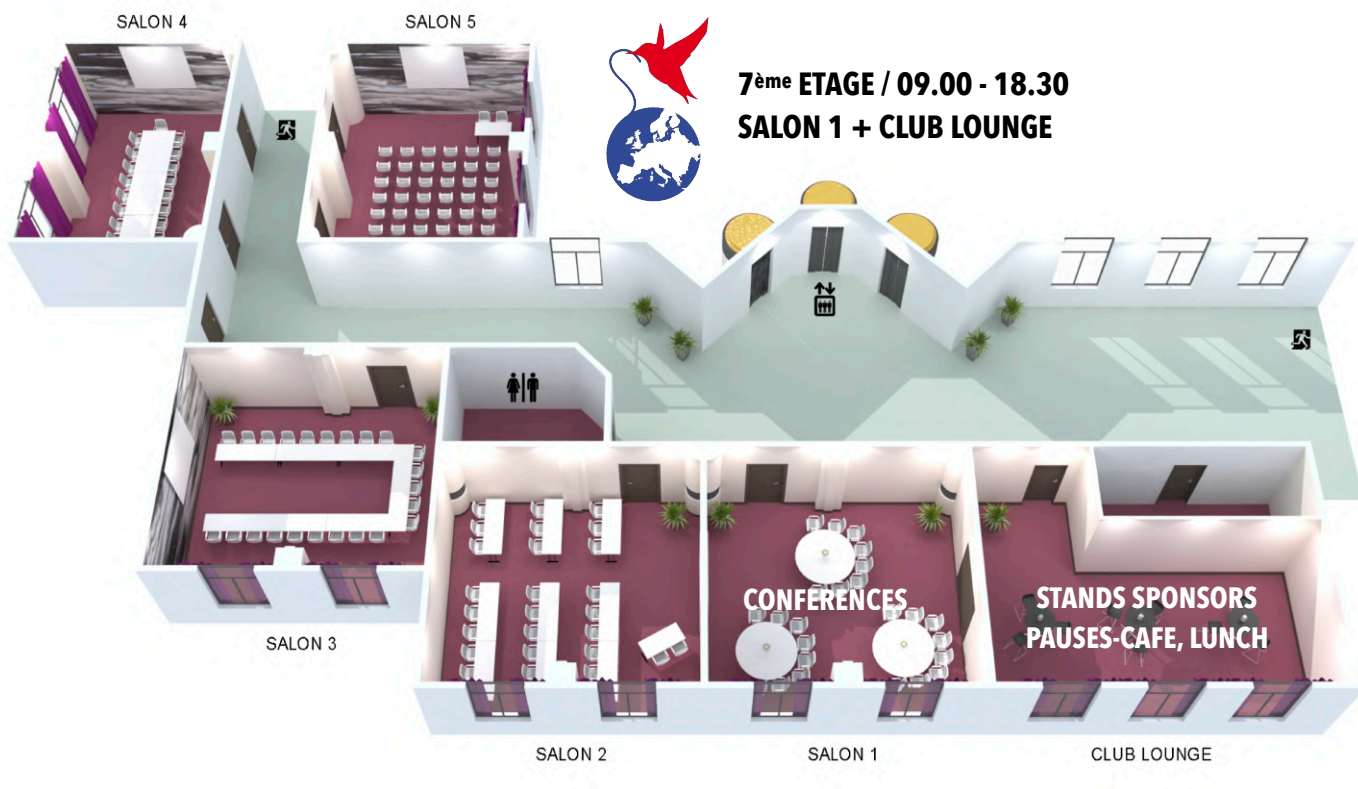 SALON 4
SALON 5
7ème ETAGE / 09.00 - 18.30
SALON 1 + CLUB LOUNGE
CONFERENCES
STANDS SPONSORS
PAUSES-CAFE, LUNCH
SALON 3
SALON 2
SALON 1
CLUB LOUNGE